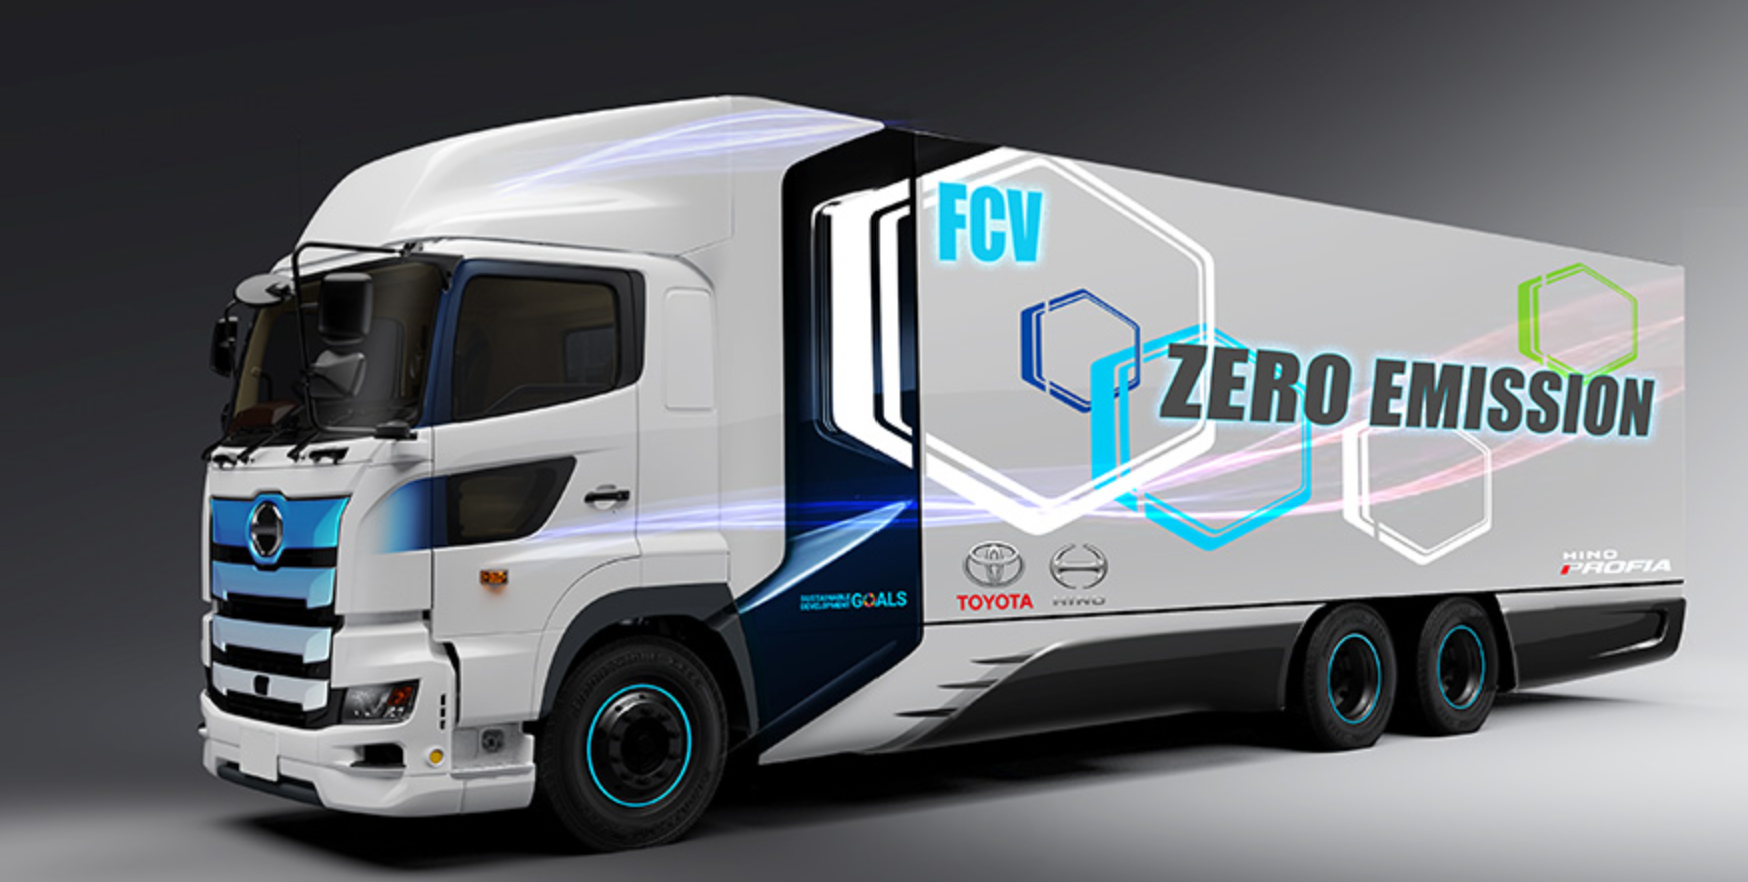 FCV
ZERO EMISSION
HINO
PROFIA
SUSTAINABLE
DEVELOPMENT GOALS
TOYOTA
HINO